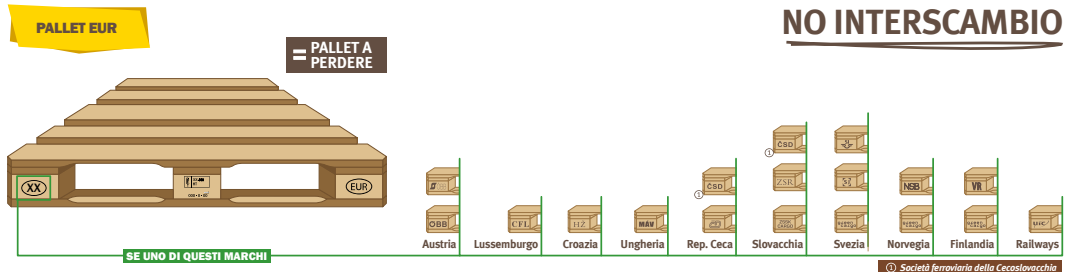 PALLET EUR
= PALLET A
PERDERE
NO INTERSCAMBIO
XX
EUR
ČSD
①
ČSD
①
ZSR
NSB
VR
ÖBB
CFL
HZ
MÁV
Austria
Lussemburgo
Croazia
Ungheria
Rep. Ceca
Slovacchia
Svezia
Norvegia
Finlandia
Railways
SE UNO DI QUESTI MARCHI
① Società ferroviaria della Cecoslovacchia